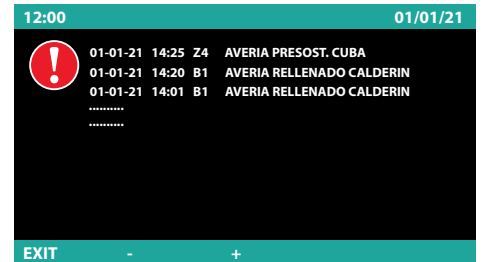 12:00 01/01/21
01-01-21 14:25 Z4 AVERIA PRESOST. CUBA
01-01-21 14:20 B1 AVERIA RELLENADO CALDERIN
01-01-21 14:01 B1 AVERIA RELLENADO CALDERIN
..........
..........
EXIT - +